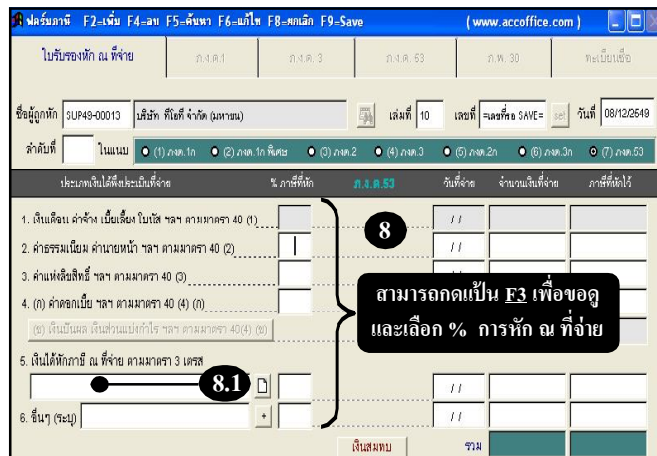 ฟอร์มภาษี F2=เพิ่ม F4=ลบ F5=ค้นหา F6=แก้ไข F8=ยกเลิก F9=Save ( www.accoffice.com )
ใบรับรองหัก ณ ที่จ่าย ภ.ง.ด.1 ภ.ง.ด. 3 ภ.ง.ด. 53 ภ.พ. 30 ทะเบียนชื่อ
ชื่อผู้ถูกหัก SUP49-00013 บริษัท ทีโอที จำกัด (มหาชน) เล่มที่ 10 เลขที่ =เลขที่รอ SAVE= set วันที่ 08/12/2549
ลำดับที่ ในแบบ (1) ภงด.1ก (2) ภงด.1ก พิเศษ (3) ภงด.2 (4) ภงด.3 (5) ภงด.2ก (6) ภงด.3ก (7) ภงด.53
ประเภทเงินได้พึงประเมินที่จ่าย % ภาษีที่หัก ภ.ง.ด.53 วันที่จ่าย จำนวนเงินที่จ่าย ภาษีที่หักไว้
1. เงินเดือน ค่าจ้าง เบี้ยเลี้ยง โบนัส ฯลฯ ตามมาตรา 40 (1) / /
8
2. ค่าธรรมเนียม ค่านายหน้า ฯลฯ ตามมาตรา 40 (2) / /
3. ค่าแห่งลิขสิทธิ์ ฯลฯ ตามมาตรา 40 (3)
สามารถกดแป้น F3 เพื่อขอดู
4. (ก) ค่าดอกเบี้ย ฯลฯ ตามมาตรา 40 (4) (ก)
และเลือก % การหัก ณ ที่จ่าย
(ข) เงินปันผล เงินส่วนแบ่งกำไร ฯลฯ ตามมาตรา 40(4) (ข)
5. เงินได้หักภาษี ณ ที่จ่าย ตามมาตรา 3 เตรส
8.1 / /
6. อื่นๆ (ระบุ) + / /
เงินสมทบ รวม